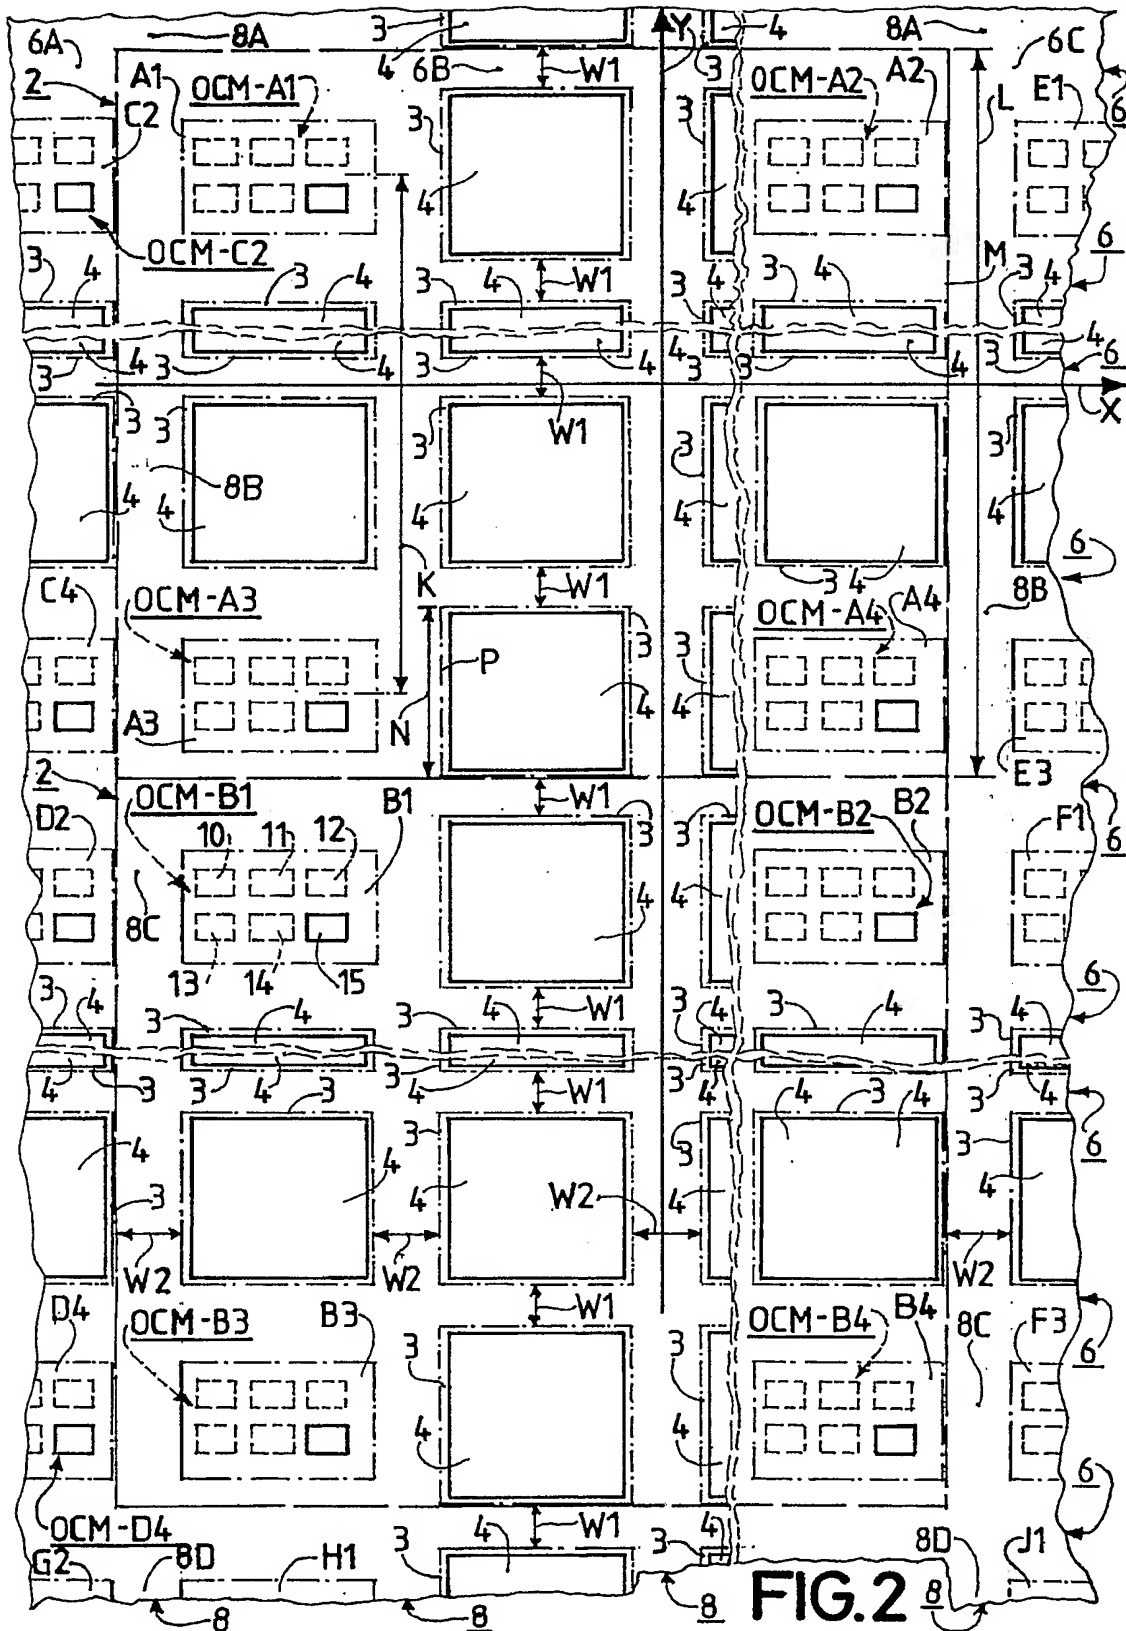 3 4 Y 4
6A 8A 4 6B W1 3 8A 6C
2 A1 OCM-A1 OCM-A2 A2 L E1 6
C2 3 3
4 4
OCM-C2
6
3 4 3 4 W1 3 4 3 4 3 4 M 3 4
4 4 4 4 4 4
3 3 3 3 3 3 6
W1 X
3 3 3 3 3
8B
4 4 4 4 4 4 6
W1
C4 K 3 4 A4 8B
OCM-A3 OCM-A4
3 3
P
4 4
A3 N E3
2 OCM-B1 B1 W1 3 3 OCM-B2 B2 F1 6
D2 10 11 12
8C 4 4
13 14 15
W1 6
3 4 3 4 3 4 3 4 3 4 3 4
4 3 3 4 3 4 3 4 3 4
W1 6
3 3 3 4 3 4 3
4 4 4 W2 4 4
3
W2 W2 W2
D4 W1 6
OCM-B3 B3 OCM-B4 B4 8C F3
3 3
4 4 6
OCM-D4 W1
G2 8D H1 3 4 3 4 8D J1
8 8 8 FIG.2 8